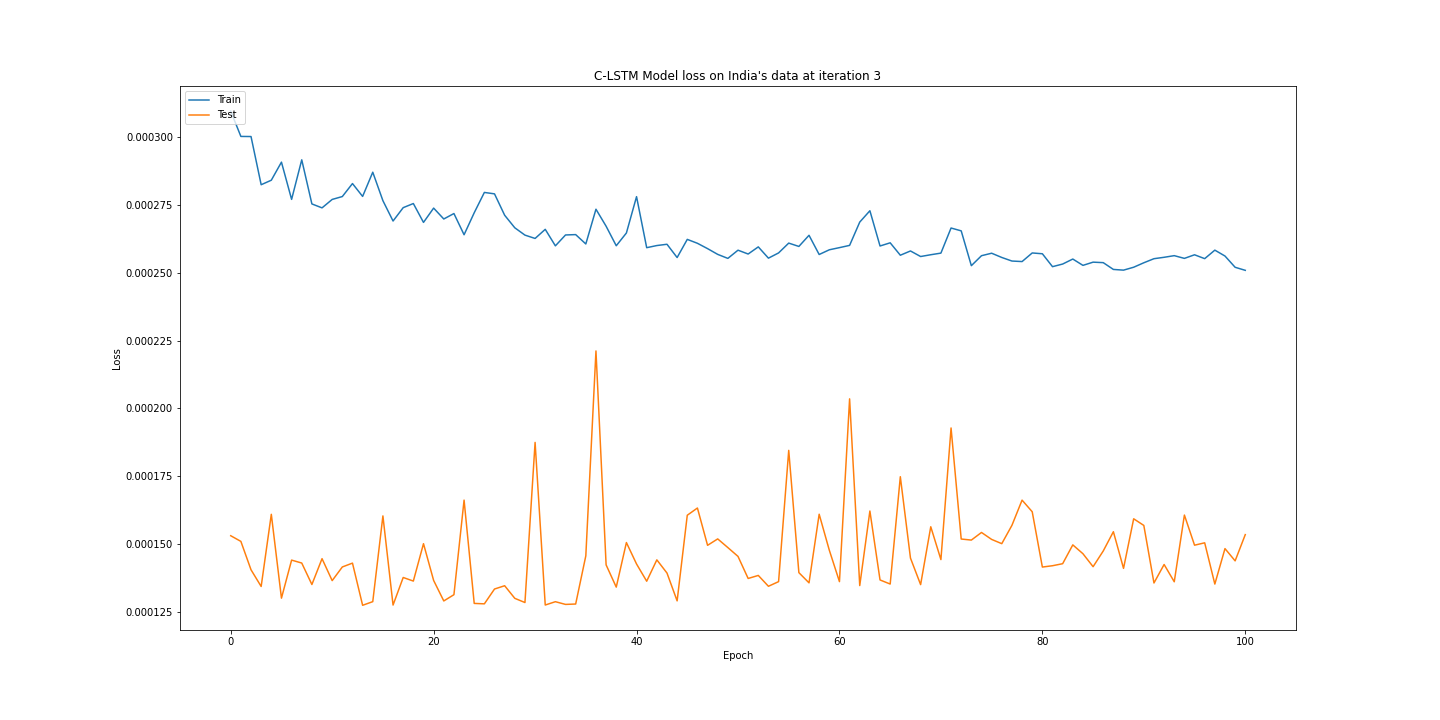 C-LSTM Model loss on India's data at iteration 3
Train
Test
0.000300
0.000275
0.000250
0.000225
0.000200
0.000175
0.000150
0.000125
Loss
0 20 40 60 80 100
Epoch